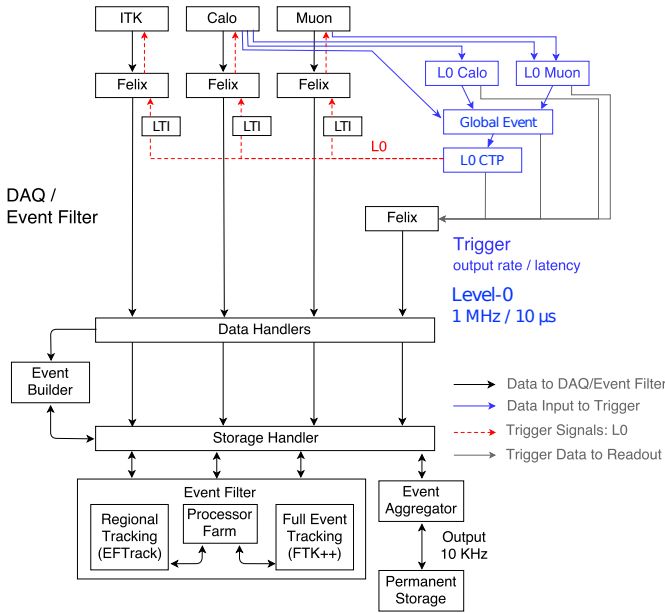 ITK
Calo
Muon
Felix
Felix
Felix
L0 Calo
L0 Muon
LTI
LTI
LTI
Global Event
L0
L0 CTP
DAQ /
Event Filter
Felix
Trigger
output rate / latency
Level-0
1 MHz / 10 µs
Data Handlers
Event
Builder
Storage Handler
Data to DAQ/Event Filter
Data Input to Trigger
Trigger Signals: L0
Trigger Data to Readout
Event Filter
Regional
Tracking
(EFTrack)
Processor
Farm
Full Event
Tracking
(FTK++)
Event
Aggregator
Output
10 KHz
Permanent
Storage